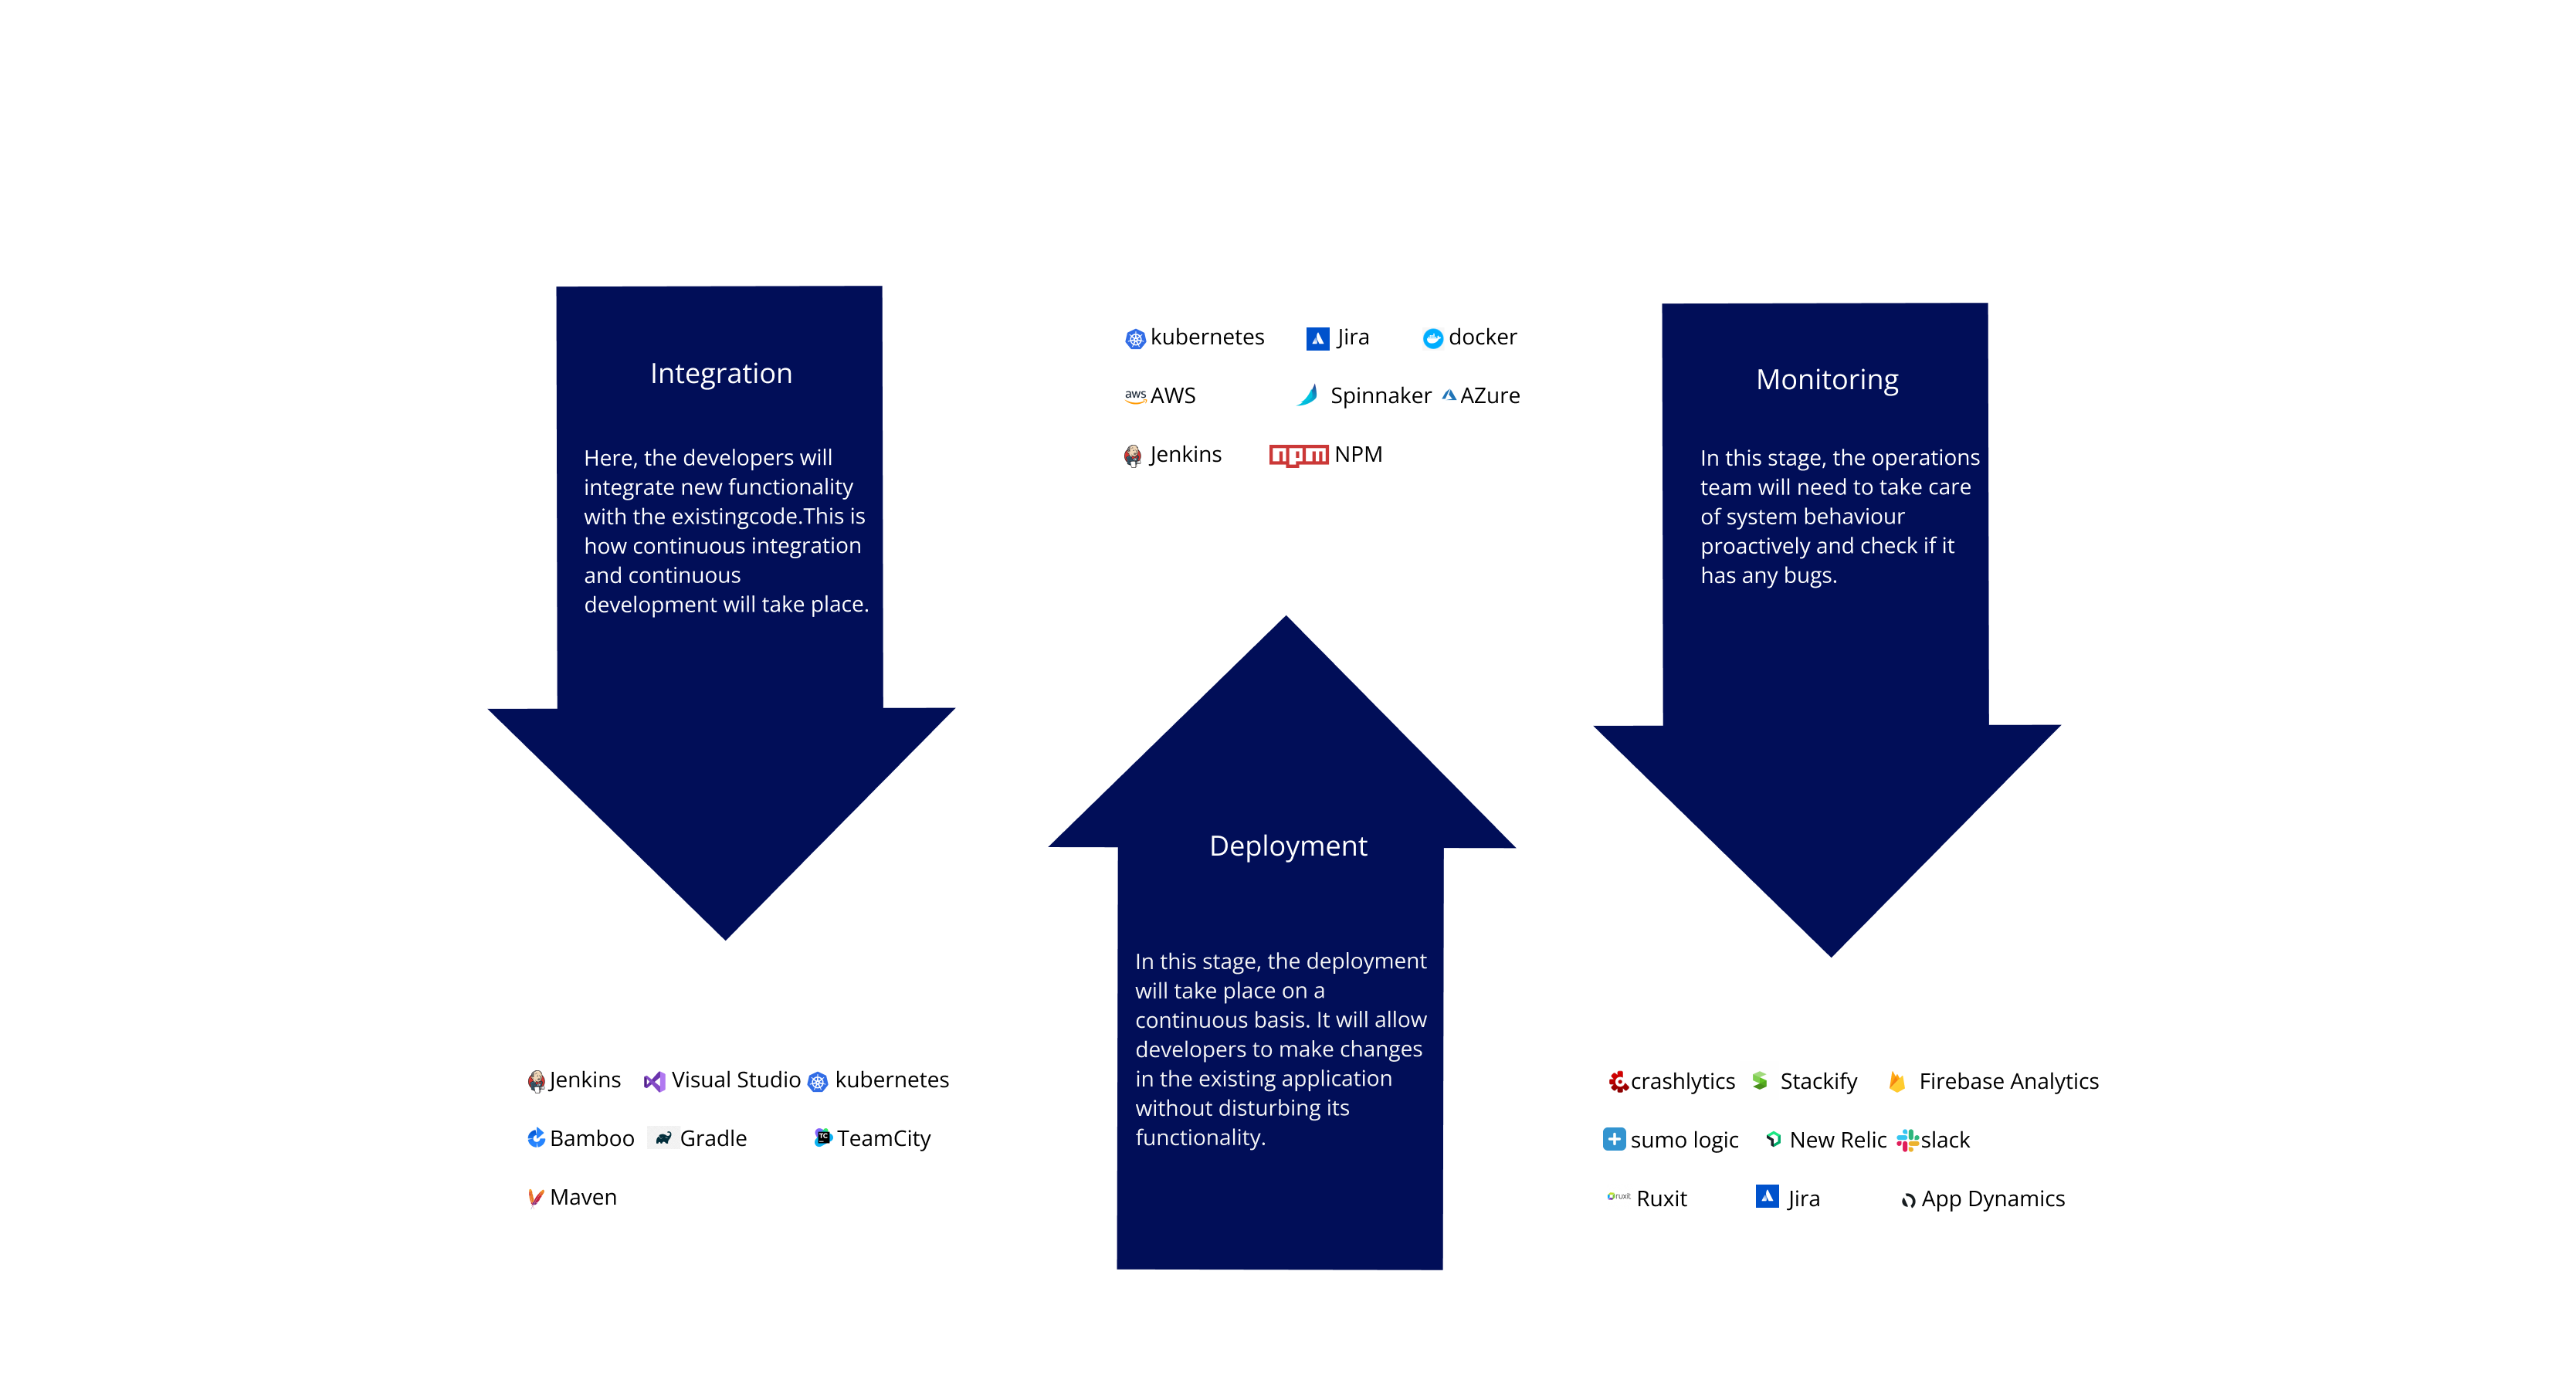 Integration
Here, the developers will
integrate new functionality
with the existingcode.This is
how continuous integration
and continuous
development will take place.
Jenkins Visual Studio kubernetes
Bamboo Gradle TC TeamCity
Maven
kubernetes Jira docker
aws AWS Spinnaker AZure
Jenkins npm NPM
Deployment
In this stage, the deployment
will take place on a
continuous basis. It will allow
developers to make changes
in the existing application
without disturbing its
functionality.
Monitoring
In this stage, the operations
team will need to take care
of system behaviour
proactively and check if it
has any bugs.
crashlytics Stackify Firebase Analytics
sumo logic New Relic slack
ruxit Ruxit Jira App Dynamics